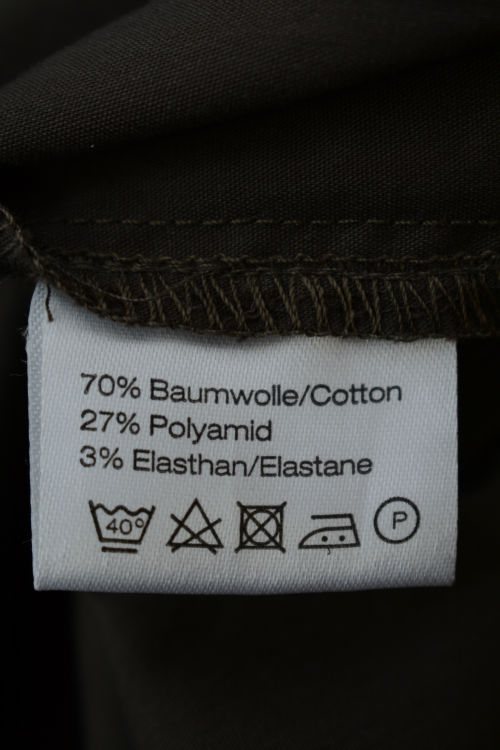 70% Baumwolle/Cotton
27% Polyamid
3% Elasthan/Elastane
40° P